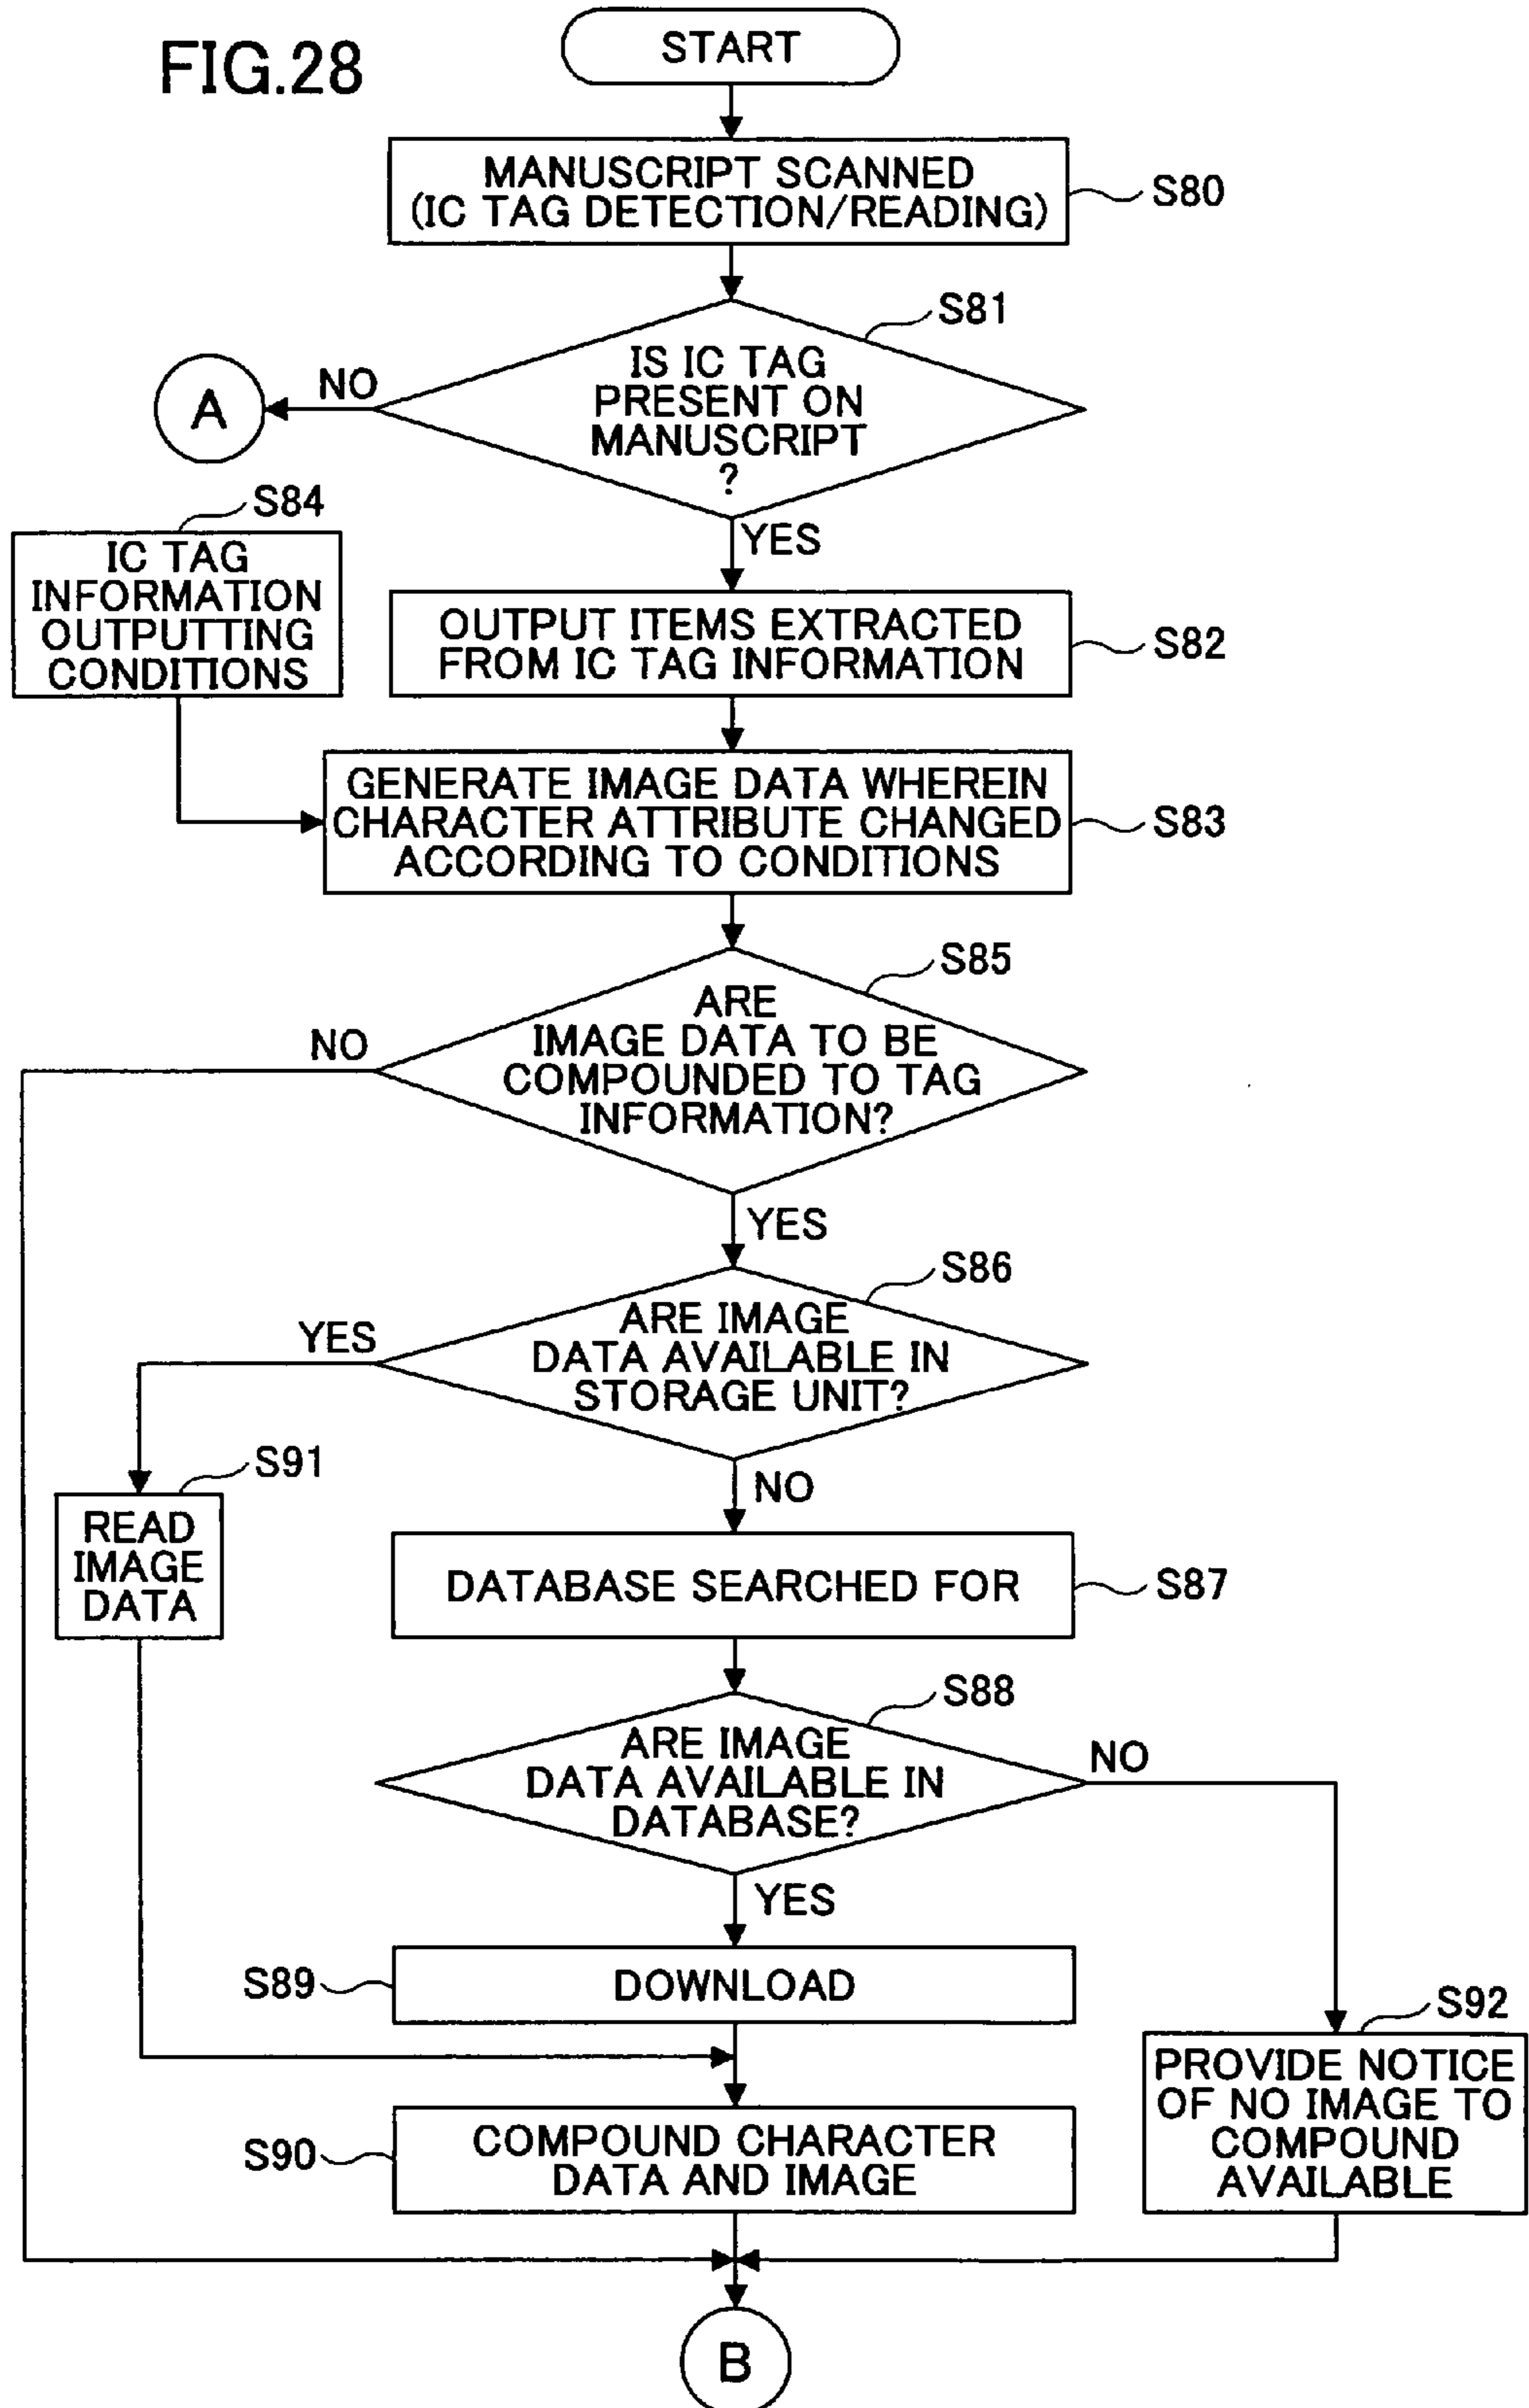 FIG.28
START
MANUSCRIPT SCANNED
(IC TAG DETECTION/READING)
S80
S81
IS IC TAG
PRESENT ON
MANUSCRIPT
?
NO
A
YES
S84
IC TAG
INFORMATION
OUTPUTTING
CONDITIONS
OUTPUT ITEMS EXTRACTED
FROM IC TAG INFORMATION
S82
GENERATE IMAGE DATA WHEREIN
CHARACTER ATTRIBUTE CHANGED
ACCORDING TO CONDITIONS
S83
S85
ARE
IMAGE DATA TO BE
COMPOUNDED TO TAG
INFORMATION?
NO
YES
S86
ARE IMAGE
DATA AVAILABLE IN
STORAGE UNIT?
YES
NO
S91
READ
IMAGE
DATA
DATABASE SEARCHED FOR
S87
S88
ARE IMAGE
DATA AVAILABLE IN
DATABASE?
NO
YES
S89
DOWNLOAD
S92
PROVIDE NOTICE
OF NO IMAGE TO
COMPOUND
AVAILABLE
S90
COMPOUND CHARACTER
DATA AND IMAGE
B